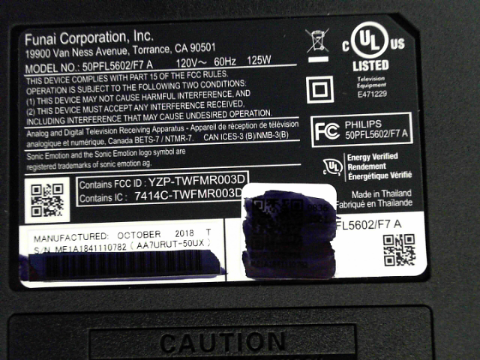 Funai Corporation, Inc.
19900 Van Ness Avenue, Torrance, CA 90501
MODEL NO.: 50PFL5602/F7 A 120V~ 60Hz 125W
THIS DEVICE COMPLIES WITH PART 15 OF THE FCC RULES.
OPERATION IS SUBJECT TO THE FOLLOWING TWO CONDITIONS:
(1) THIS DEVICE MAY NOT CAUSE HARMFUL INTERFERENCE, AND
(2) THIS DEVICE MUST ACCEPT ANY INTERFERENCE RECEIVED,
INCLUDING INTERFERENCE THAT MAY CAUSE UNDESIRED OPERATION.
Analog and Digital Television Receiving Apparatus - Appareil de réception de télévision
analogique et numérique, Canada BETS-7 / NTMR-7. CAN ICES-3 (B)/NMB-3(B)
Sonic Emotion and the Sonic Emotion logo symbol are
registered trademarks of sonic emotion ag.
Contains FCC ID : YZP-TWFMR003D
Contains IC : 7414C-TWFMR003D
c UL US
LISTED
Television
Equipment
E471229
FC PHILIPS
50PFL5602/F7 A
UL Energy Verified
Rendement
Énergétique Vérifié
Made in Thailand
Fabriqué en Thaïlande
FL5602/F7 A
MANUFACTURED: OCTOBER 2018 T
S/N ME1A1841110782 (AA7URUT-50UX)
CAUTION